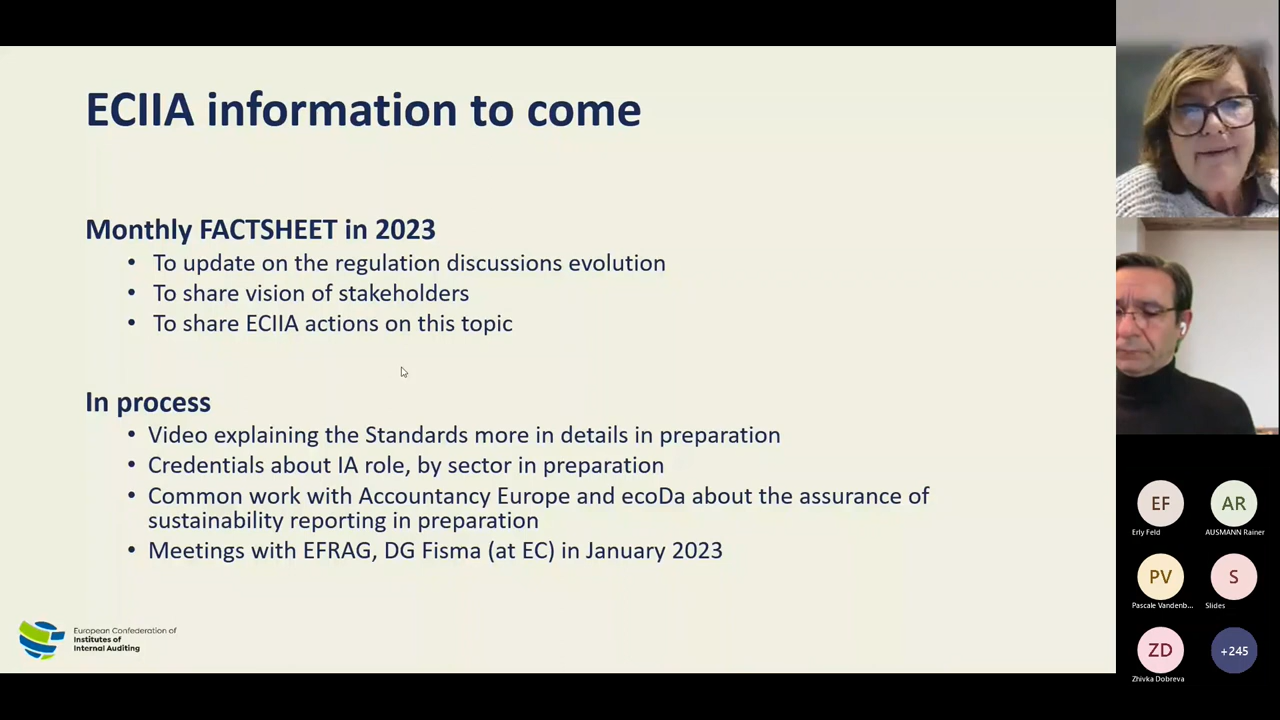 ECIIA information to come
Monthly FACTSHEET in 2023
• To update on the regulation discussions evolution
• To share vision of stakeholders
• To share ECIIA actions on this topic
In process
• Video explaining the Standards more in details in preparation
• Credentials about IA role, by sector in preparation
• Common work with Accountancy Europe and ecoDa about the assurance of
sustainability reporting in preparation
• Meetings with EFRAG, DG Fisma (at EC) in January 2023
European Confederation of
Institutes of
Internal Auditing
EF
Erly Feld
AR
AUSMANN Rainer
PV
Pascale Vandenb...
S
Slides
ZD
Zhivka Dobreva
+245